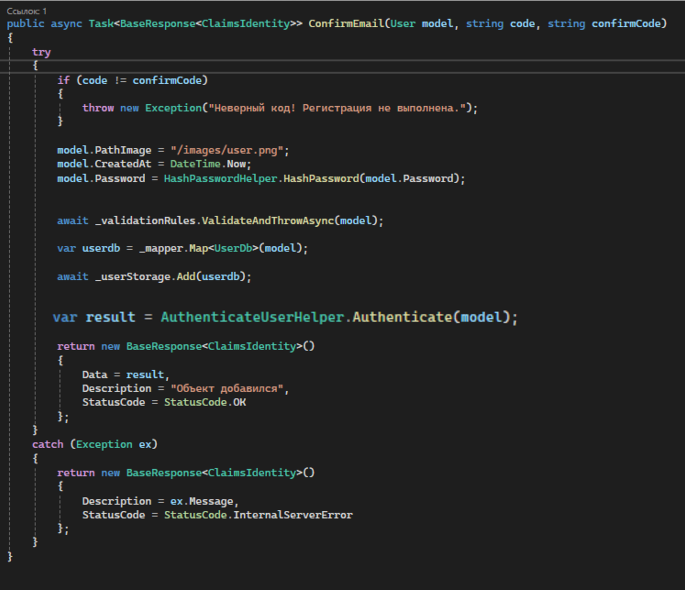 Ссылок: 1
public async Task<BaseResponse<ClaimsIdentity>> ConfirmEmail(User model, string code, string confirmCode)
{
try
{
if (code != confirmCode)
{
throw new Exception("Неверный код! Регистрация не выполнена.");
}
model.PathImage = "/images/user.png";
model.CreatedAt = DateTime.Now;
model.Password = HashPasswordHelper.HashPassword(model.Password);
await _validationRules.ValidateAndThrowAsync(model);
var userdb = _mapper.Map<UserDb>(model);
await _userStorage.Add(userdb);
var result = AuthenticateUserHelper.Authenticate(model);
return new BaseResponse<ClaimsIdentity>()
{
Data = result,
Description = "Объект добавился",
StatusCode = StatusCode.OK
};
}
catch (Exception ex)
{
return new BaseResponse<ClaimsIdentity>()
{
Description = ex.Message,
StatusCode = StatusCode.InternalServerError
};
}
}